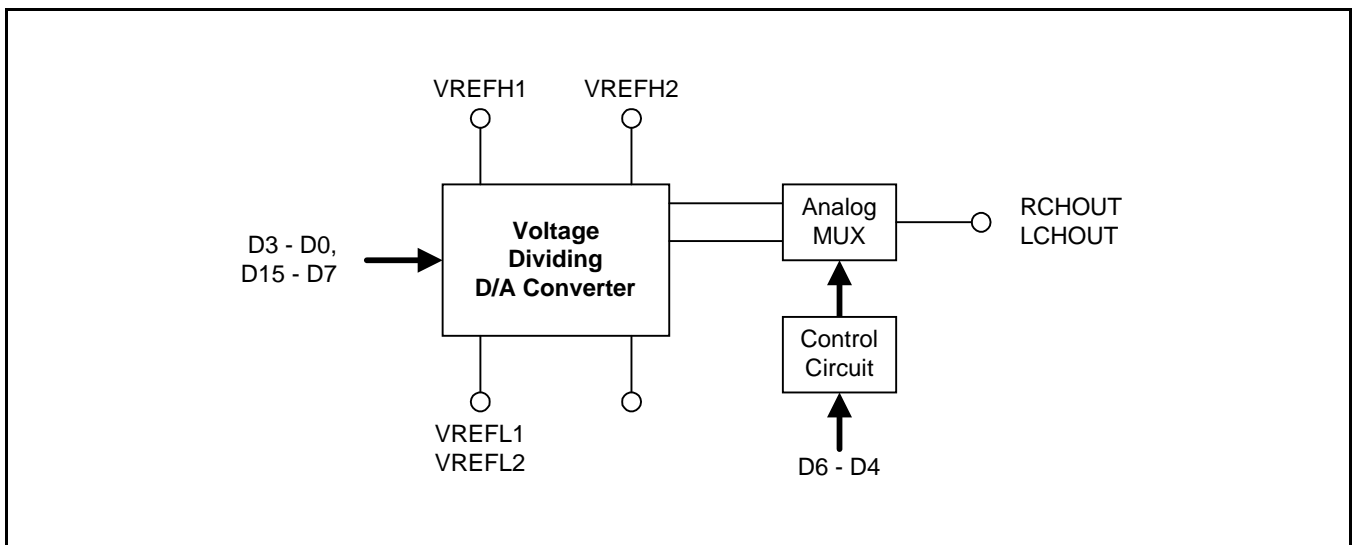 VREFH1
VREFH2
Voltage
Dividing
D/A Converter
Analog
MUX
RCHOUT
LCHOUT
D3 - D0,
D15 - D7
Control
Circuit
VREFL1
VREFL2
D6 - D4